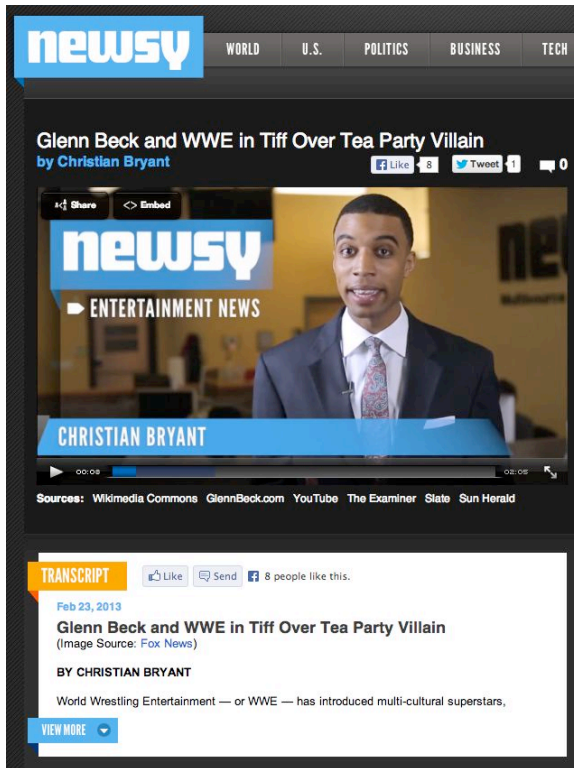 newsy
WORLD U.S. POLITICS BUSINESS TECH
Glenn Beck and WWE in Tiff Over Tea Party Villain
by Christian Bryant
Like 8 Tweet 1 0
Share <> Embed
newsy
ENTERTAINMENT NEWS
CHRISTIAN BRYANT
00:08 02:05
Sources: Wikimedia Commons GlennBeck.com YouTube The Examiner Slate Sun Herald
TRANSCRIPT Like Send 8 people like this.
Feb 23, 2013
Glenn Beck and WWE in Tiff Over Tea Party Villain
(Image Source: Fox News)
BY CHRISTIAN BRYANT
World Wrestling Entertainment — or WWE — has introduced multi-cultural superstars,
VIEW MORE